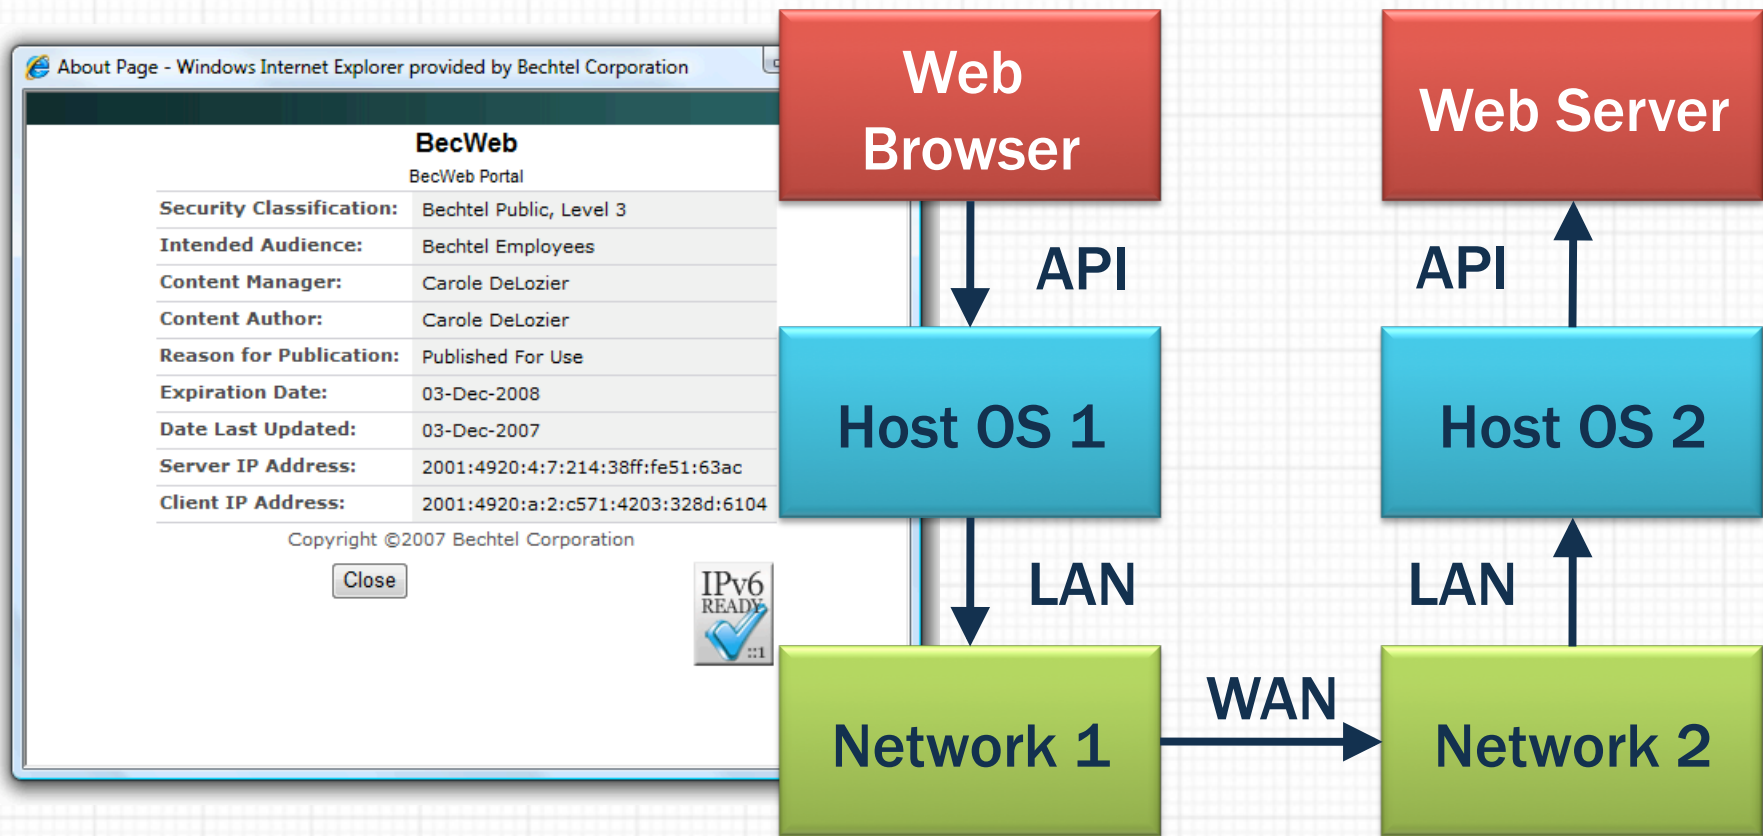 About Page - Windows Internet Explorer provided by Bechtel Corporation
BecWeb
BecWeb Portal
Security Classification: Bechtel Public, Level 3
Intended Audience: Bechtel Employees
Content Manager: Carole DeLozier
Content Author: Carole DeLozier
Reason for Publication: Published For Use
Expiration Date: 03-Dec-2008
Date Last Updated: 03-Dec-2007
Server IP Address: 2001:4920:4:7:214:38ff:fe51:63ac
Client IP Address: 2001:4920:a:2:c571:4203:328d:6104
Copyright ©2007 Bechtel Corporation
Close
IPv6
READY
::1
Web
Browser
API
Host OS 1
LAN
Network 1
WAN
Web Server
API
Host OS 2
LAN
Network 2